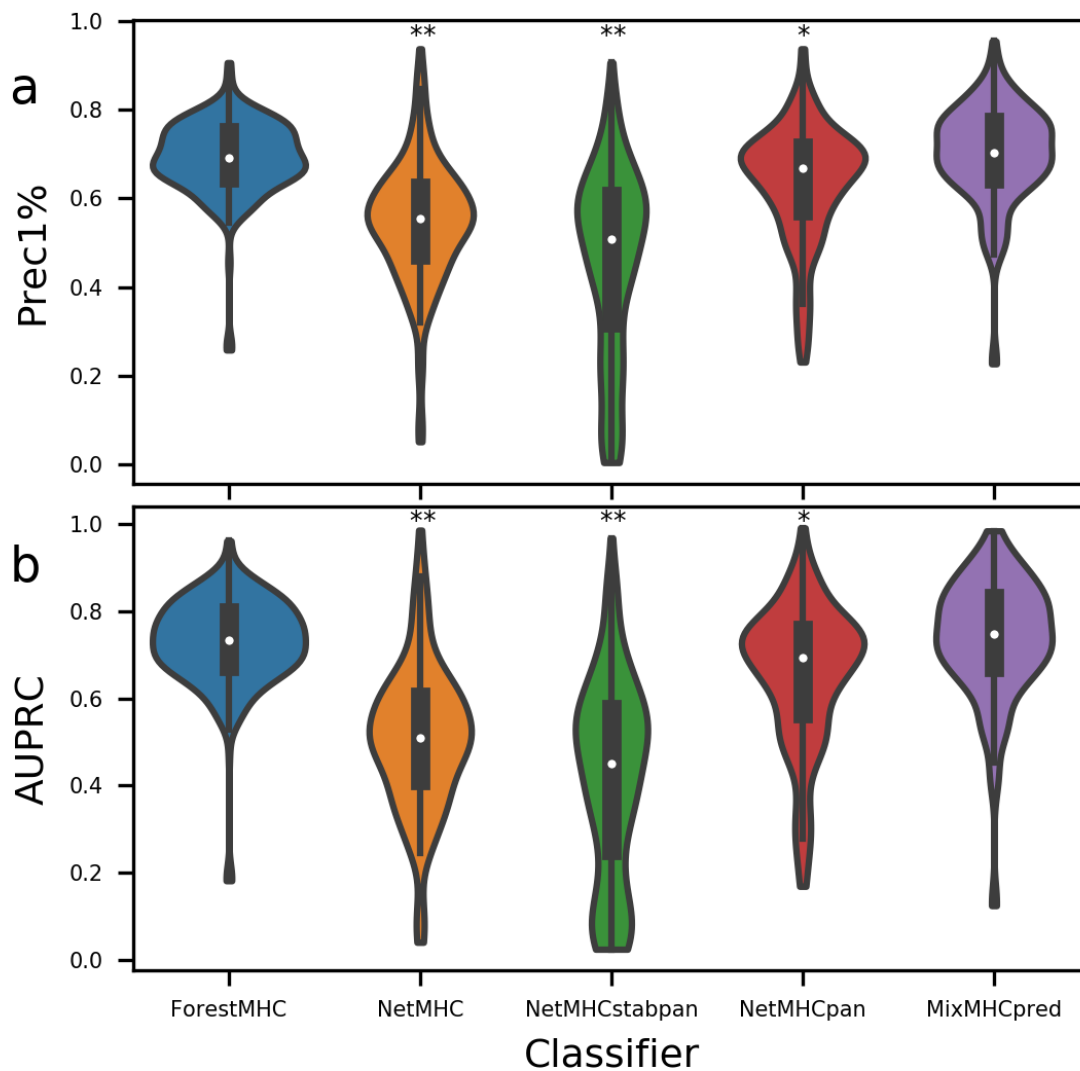 ** ** *
a
Prec1%
1.0
0.8
0.6
0.4
0.2
0.0
** ** *
b
AUPRC
1.0
0.8
0.6
0.4
0.2
0.0
ForestMHC NetMHC NetMHCstabpan NetMHCpan MixMHCpred
Classifier